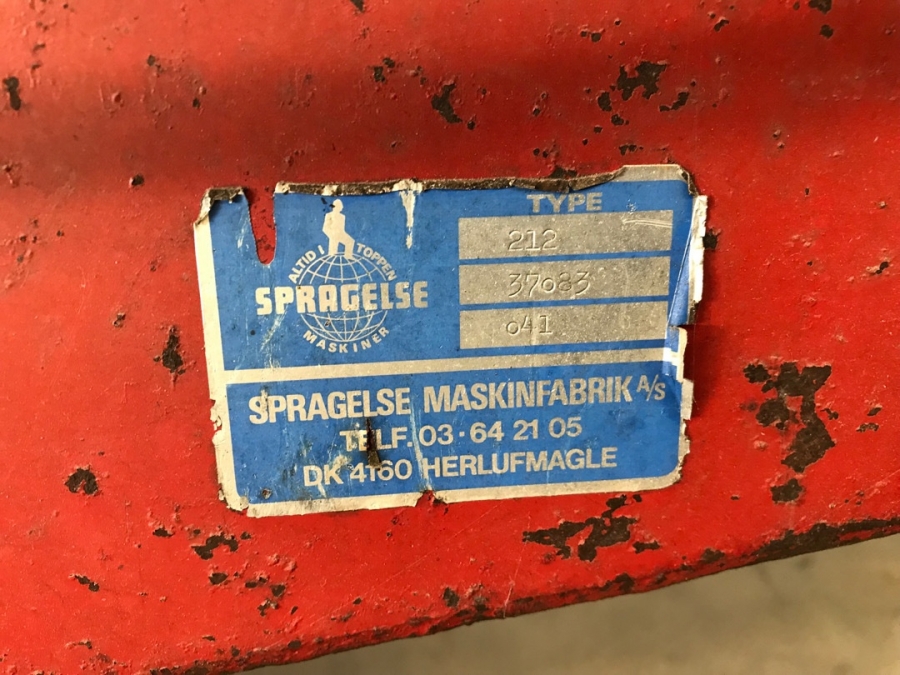 TYPE
212
37083
041
ALTID I TOPPEN
SPRAGELSE
MASKINER
SPRAGELSE MASKINFABRIK A/S
TELF. 03·64 21 05
DK 4160 HERLUFMAGLE